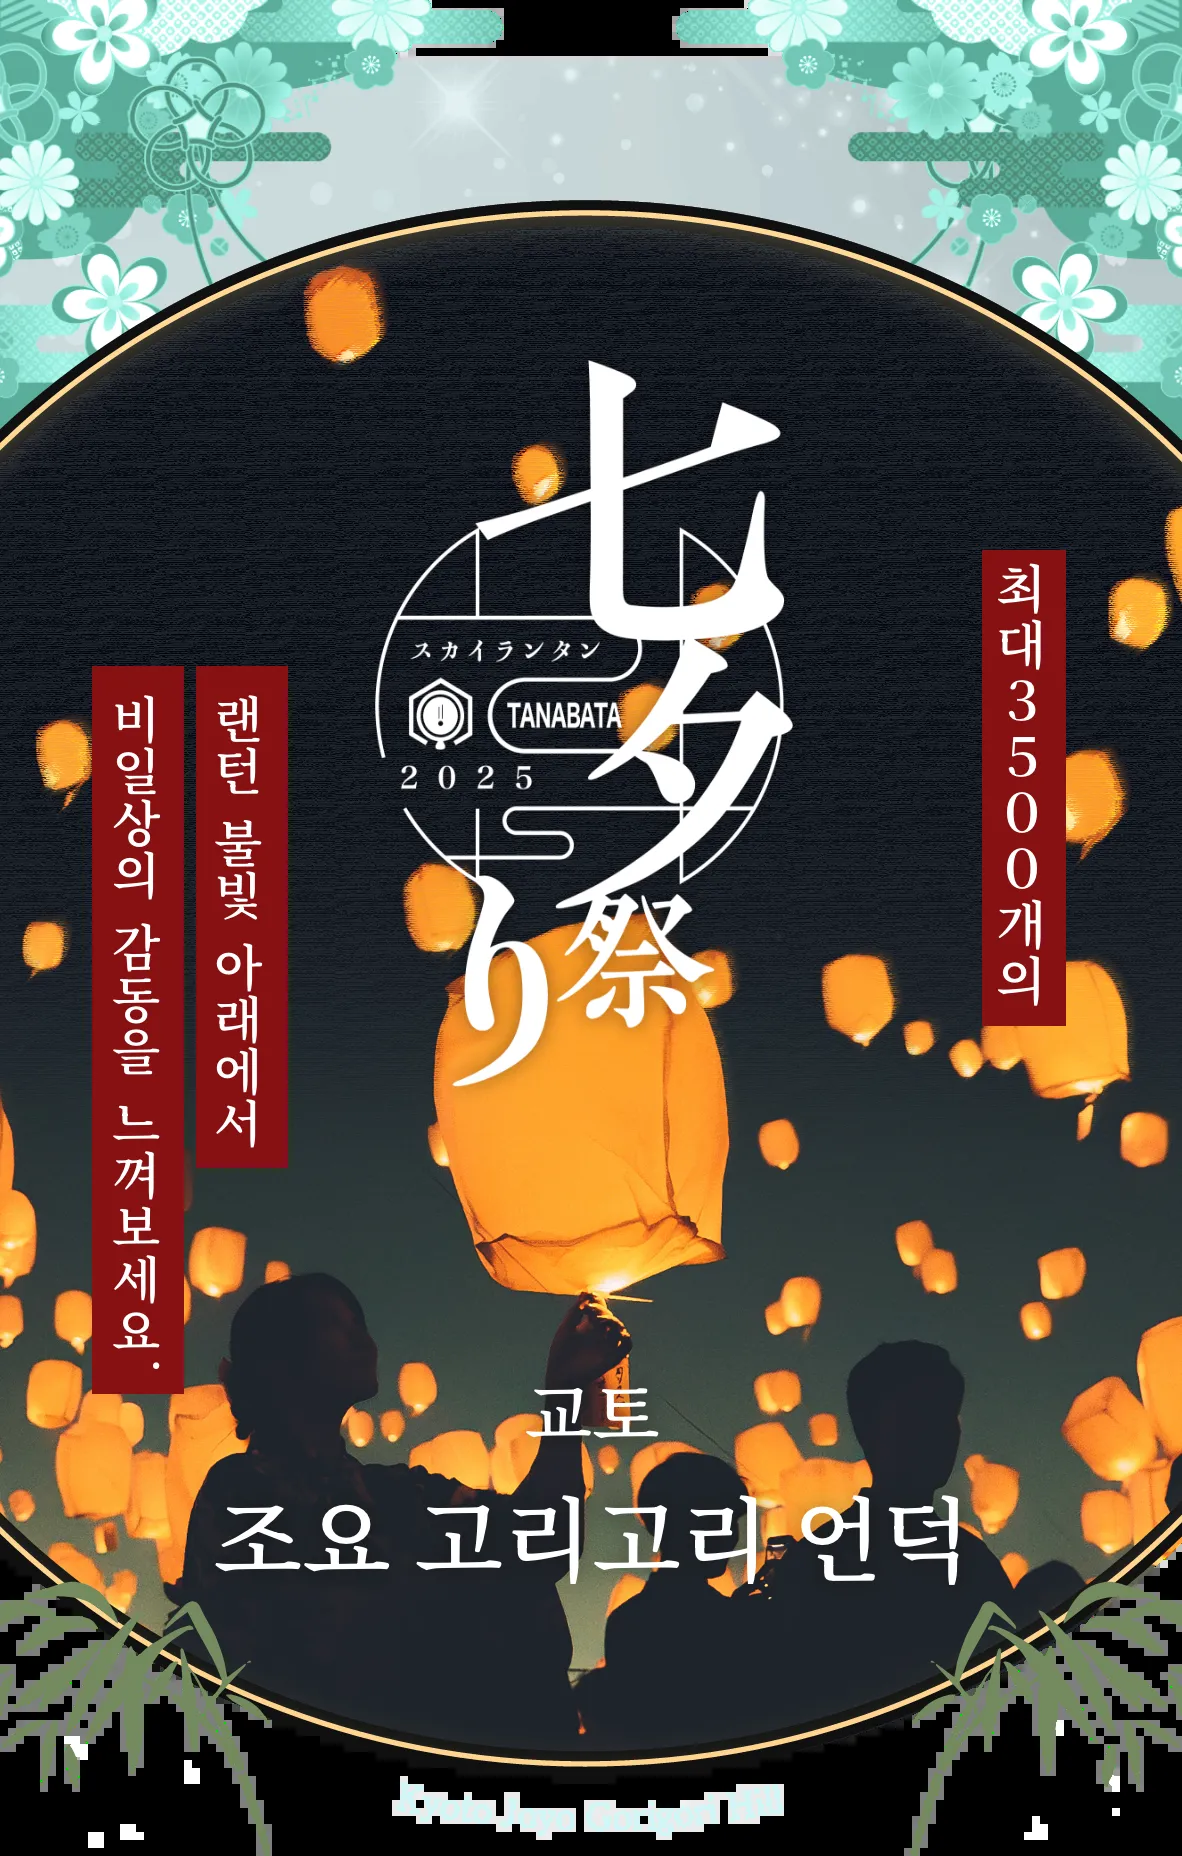 七夕祭り
スカイランタン
TANABATA
2025
최대3500개의
랜턴 불빛 아래에서
비일상의 감동을 느껴보세요.
교토
조요 고리고리 언덕